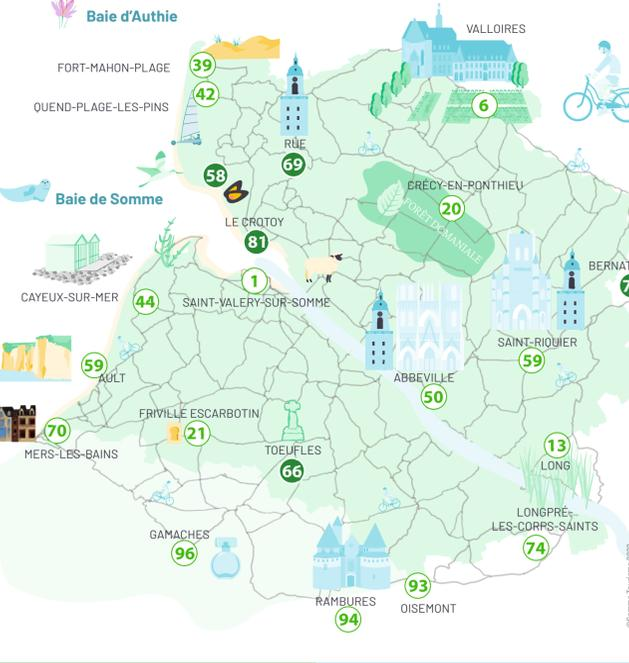 Baie d'Authie
VALLOIRES
FORT-MAHON-PLAGE
39
QUEND-PLAGE-LES-PINS
42
6
RUE
69
58
CRÉCY-EN-PONTHIEU
20
FORÊT DOMANIALE
Baie de Somme
LE CROTOY
81
CAYEUX-SUR-MER
44
1
SAINT-VALERY-SUR-SOMME
BERNAT
7
SAINT-RIQUIER
59
59
AULT
ABBEVILLE
50
70
MERS-LES-BAINS
FRIVILLE ESCARBOTIN
21
TOEUFLES
66
13
LONG
LONGPRÉ-
LES-CORPS-SAINTS
74
GAMACHES
96
RAMBURES
94
93
OISEMONT